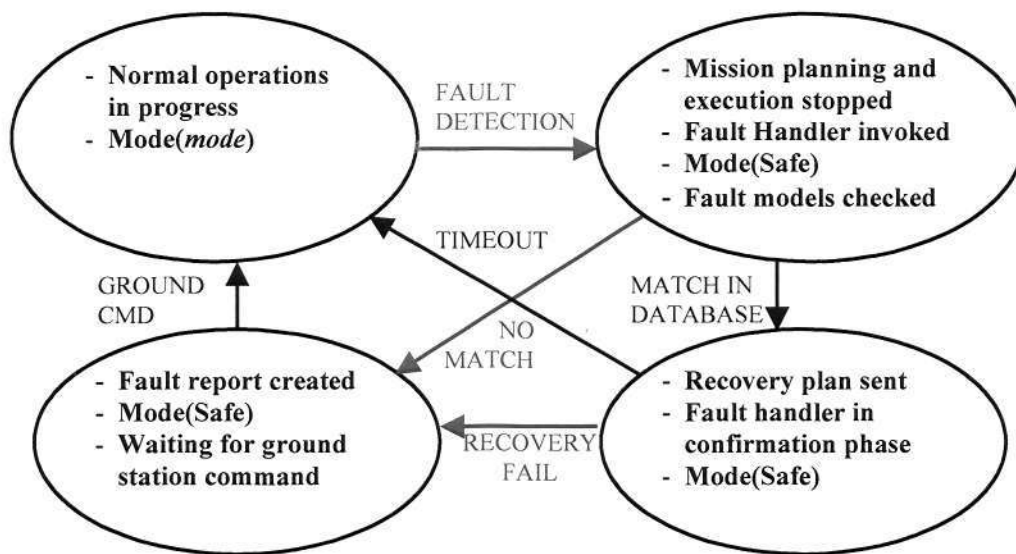 - Normal operations
in progress
- Mode(mode)
FAULT
DETECTION
- Mission planning and
execution stopped
- Fault Handler invoked
- Mode(Safe)
- Fault models checked
TIMEOUT
GROUND
CMD
NO
MATCH
MATCH IN
DATABASE
- Fault report created
- Mode(Safe)
- Waiting for ground
station command
RECOVERY
FAIL
- Recovery plan sent
- Fault handler in
confirmation phase
- Mode(Safe)